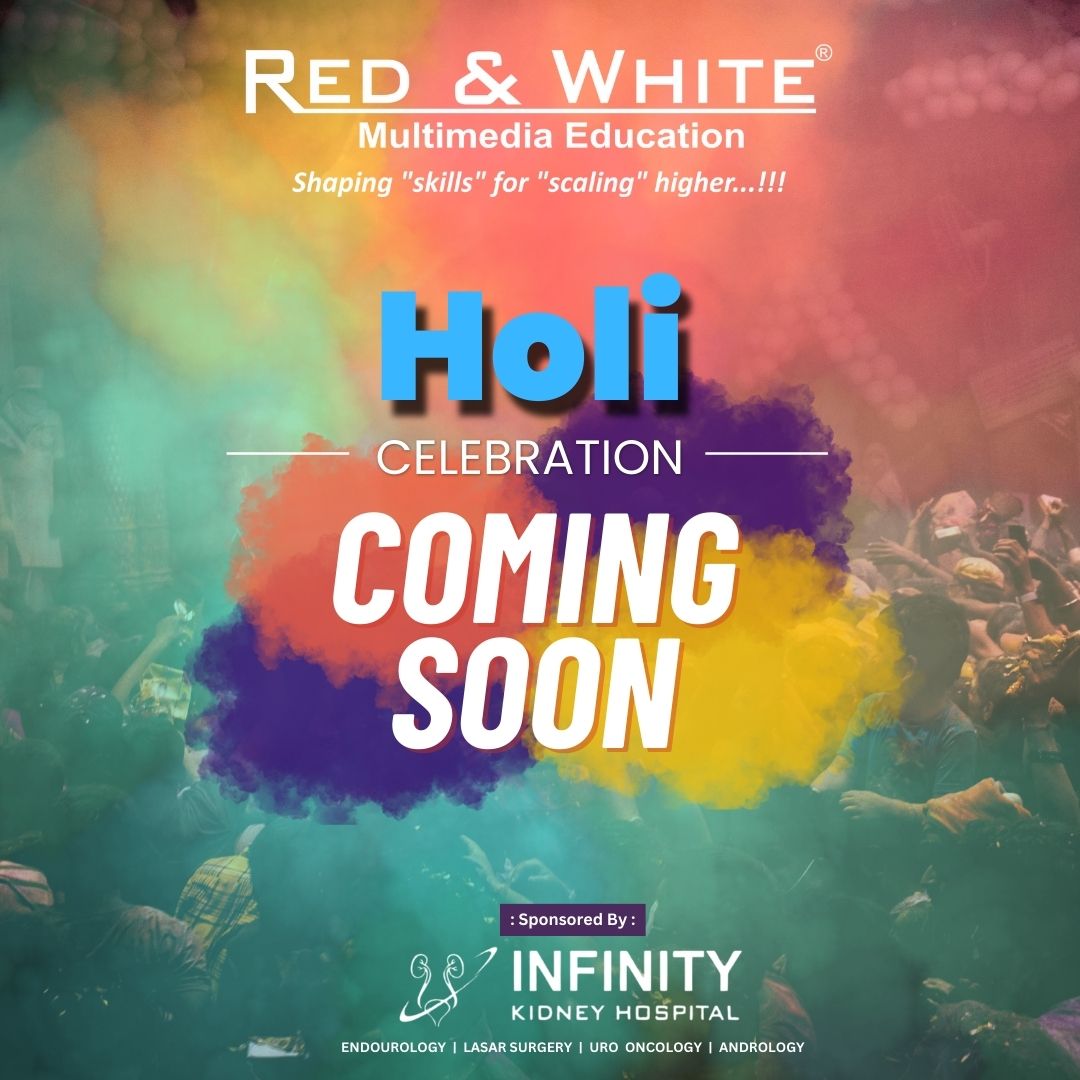 RED & WHITE®
Multimedia Education
Shaping "skills" for "scaling" higher...!!!
Holi
CELEBRATION
COMING
SOON
: Sponsored By :
INFINITY
KIDNEY HOSPITAL
ENDOUROLOGY | LASAR SURGERY | URO ONCOLOGY | ANDROLOGY